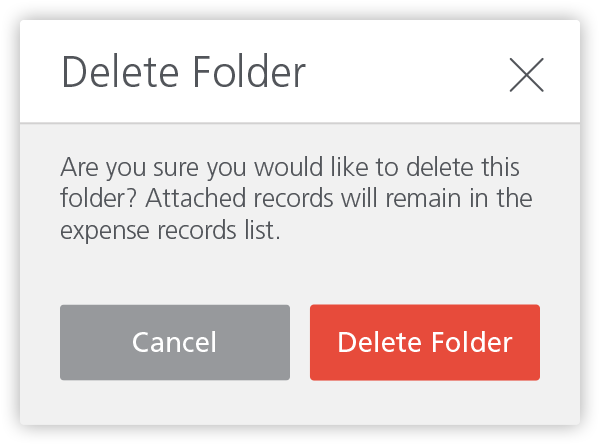 Delete Folder
Are you sure you would like to delete this
folder? Attached records will remain in the
expense records list.
Cancel
Delete Folder